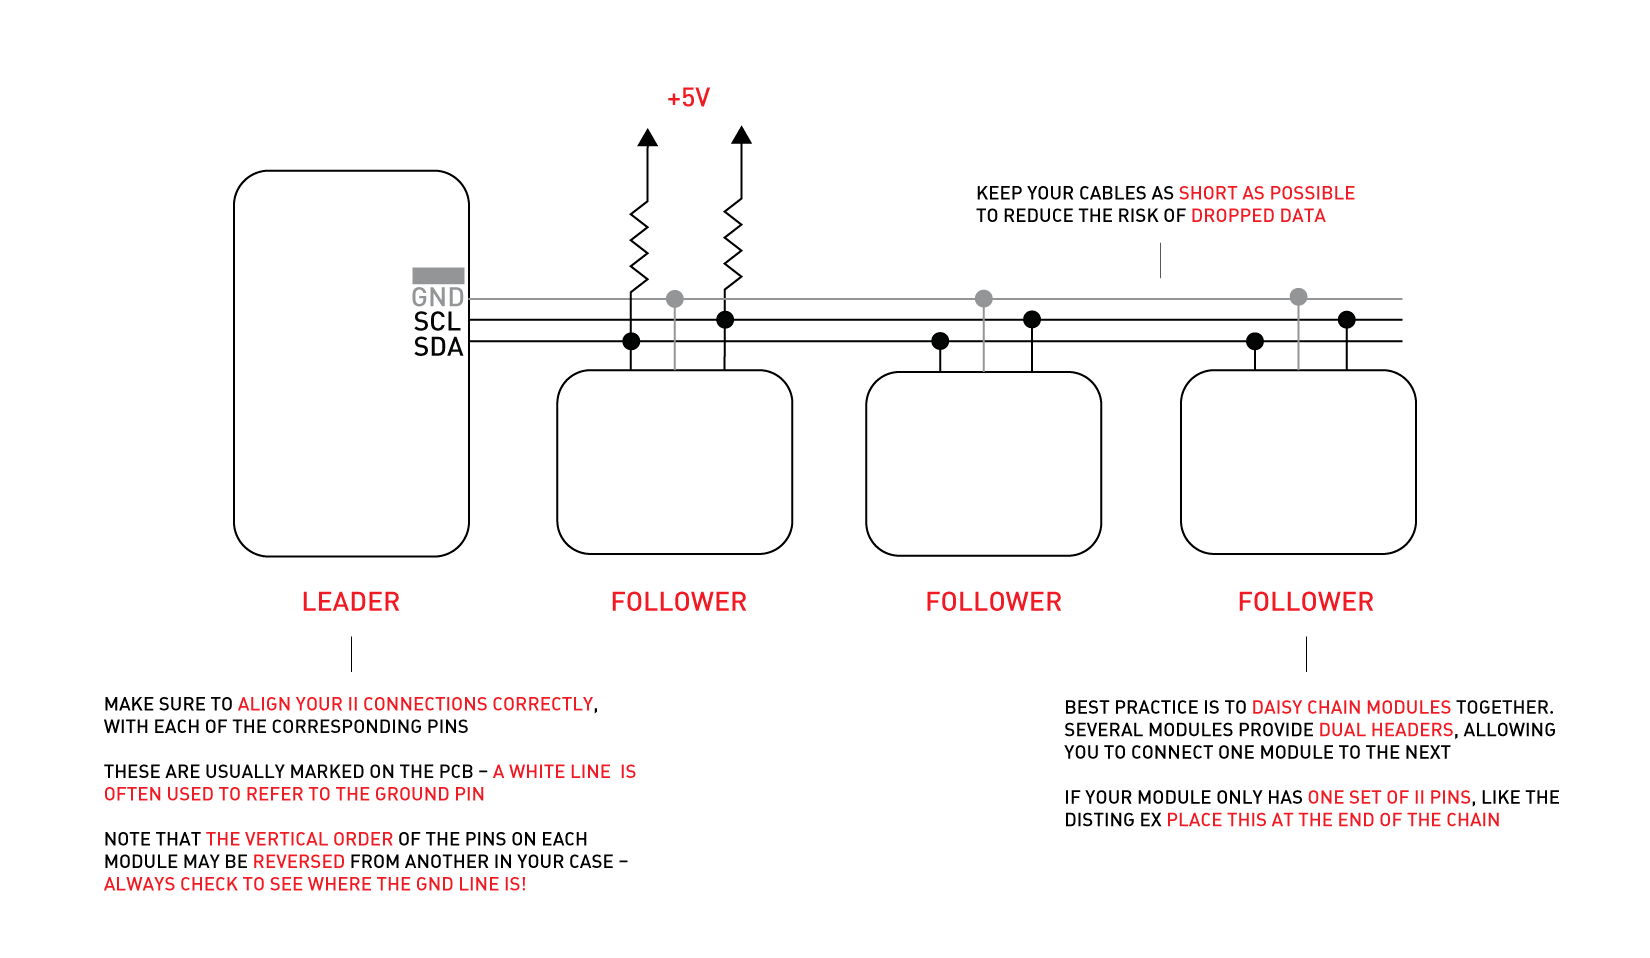 +5V
KEEP YOUR CABLES AS SHORT AS POSSIBLE
TO REDUCE THE RISK OF DROPPED DATA
GND
SCL
SDA
LEADER
FOLLOWER
FOLLOWER
FOLLOWER
MAKE SURE TO ALIGN YOUR II CONNECTIONS CORRECTLY,
WITH EACH OF THE CORRESPONDING PINS
THESE ARE USUALLY MARKED ON THE PCB – A WHITE LINE IS
OFTEN USED TO REFER TO THE GROUND PIN
NOTE THAT THE VERTICAL ORDER OF THE PINS ON EACH
MODULE MAY BE REVERSED FROM ANOTHER IN YOUR CASE –
ALWAYS CHECK TO SEE WHERE THE GND LINE IS!
BEST PRACTICE IS TO DAISY CHAIN MODULES TOGETHER.
SEVERAL MODULES PROVIDE DUAL HEADERS, ALLOWING
YOU TO CONNECT ONE MODULE TO THE NEXT
IF YOUR MODULE ONLY HAS ONE SET OF II PINS, LIKE THE
DISTING EX PLACE THIS AT THE END OF THE CHAIN